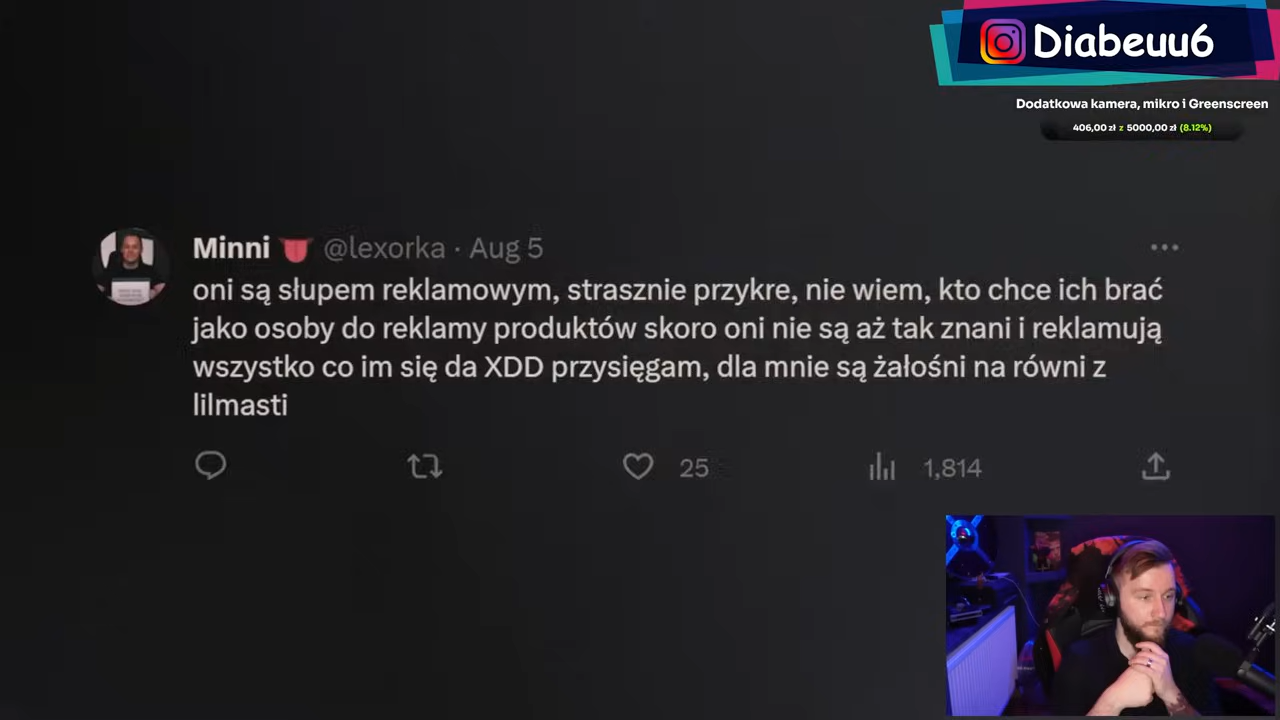 Diabeuu6
Dodatkowa kamera, mikro i Greenscreen
406,00 zł z 5000,00 zł (8.12%)
Minni @lexorka · Aug 5
oni są słupem reklamowym, strasznie przykre, nie wiem, kto chce ich brać
jako osoby do reklamy produktów skoro oni nie są aż tak znani i reklamują
wszystko co im się da XDD przysięgam, dla mnie są żałośni na równi z
lilmasti
25
1,814